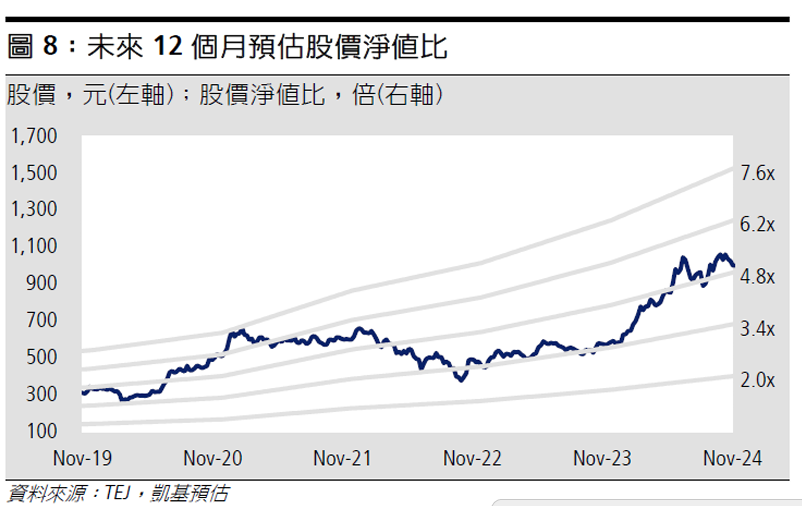 圖 8：未來 12 個月預估股價淨值比
股價，元(左軸)；股價淨值比，倍(右軸)
1,700
1,500
1,300
1,100
900
700
500
300
100
7.6x
6.2x
4.8x
3.4x
2.0x
Nov-19 Nov-20 Nov-21 Nov-22 Nov-23 Nov-24
資料來源：TEJ，凱基預估